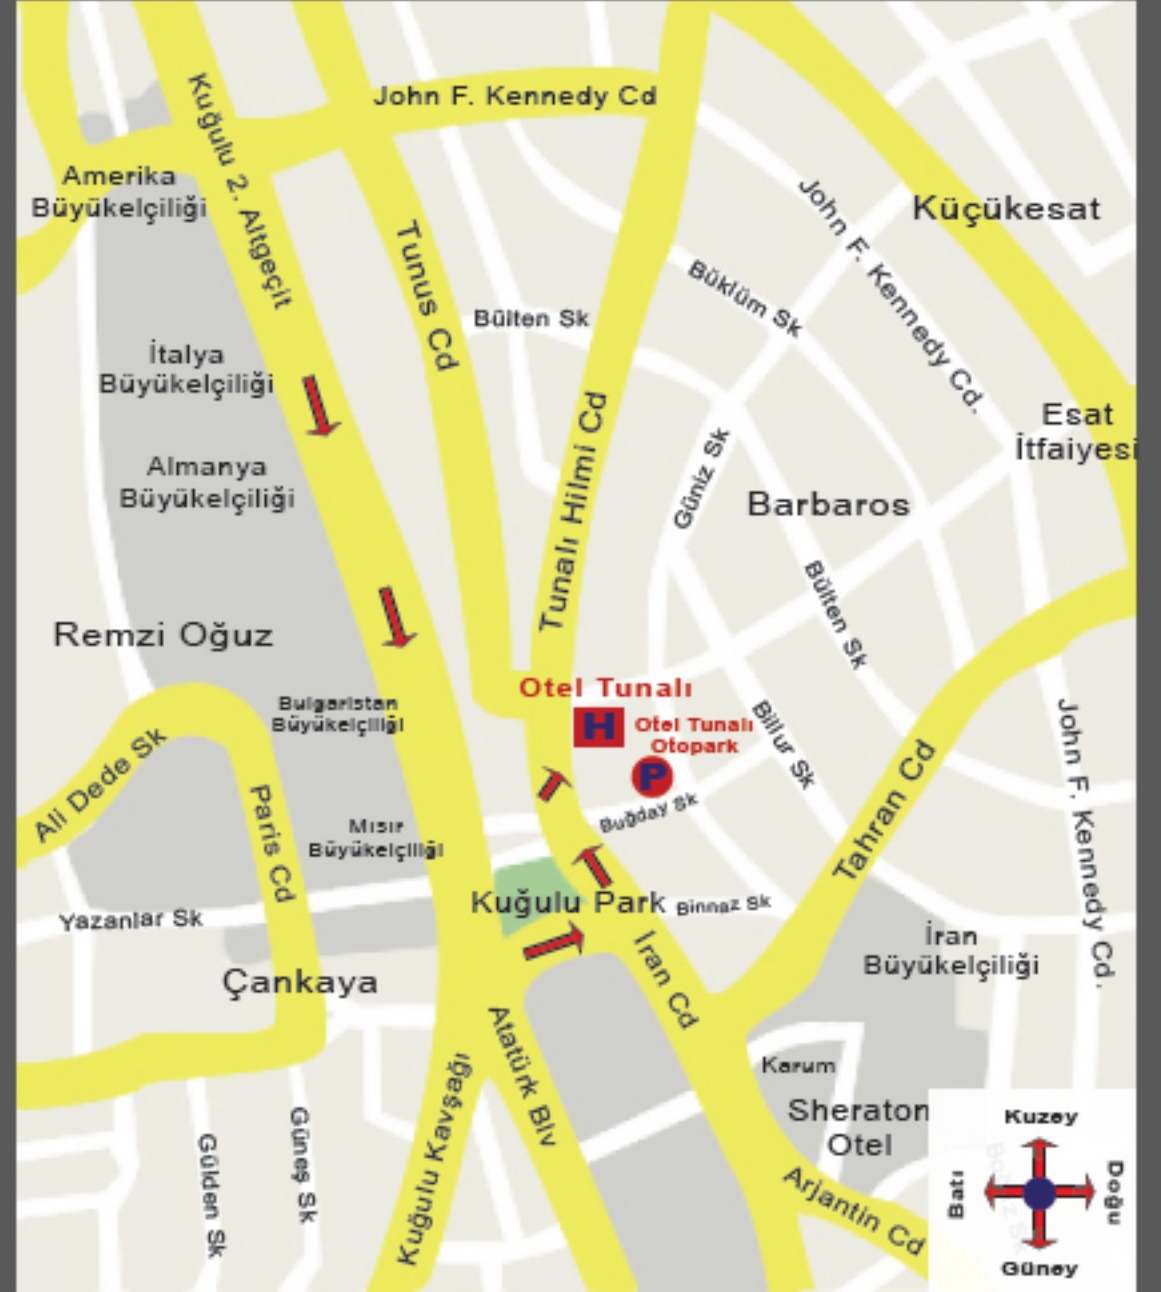 John F. Kennedy Cd
Kuğulu 2. Altgeçit
Amerika
Büyükelçiliği
John F. Kennedy Cd.
Küçükesat
Tunus Cd
Büklüm Sk
Bülten Sk
İtalya
Büyükelçiliği
Esat
İtfaiyesi
Tunalı Hilmi Cd
Güniz Sk
Almanya
Büyükelçiliği
Barbaros
Bülten Sk
Remzi Oğuz
Otel Tunalı
H
Otel Tunalı
Otopark
P
Bulgaristan
Büyükelçiliği
Billur Sk
John F. Kennedy Cd.
Ali Dede Sk
Paris Cd
Tahran Cd
Buğday Sk
Mısır
Büyükelçiliği
Kuğulu Park
Binnaz Sk
Yazanlar Sk
İran
Büyükelçiliği
İran Cd
Çankaya
Atatürk Blv
Kuğulu Kavşağı
Karum
Sheraton
Otel
Arjantin Cd
Gülden Sk
Güneş Sk
Kuzey
Batı
Doğu
Güney